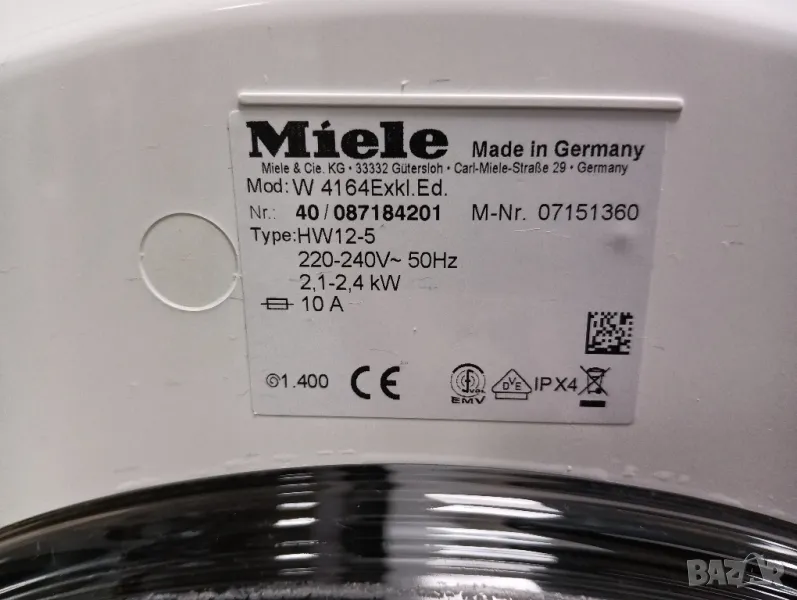 Miele Made in Germany
Miele & Cie. KG · 33332 Gütersloh · Carl-Miele-Straße 29 · Germany
Mod: W 4164Exkl.Ed.
Nr.: 40/087184201 M-Nr. 07151360
Type:HW12-5
220-240V~ 50Hz
2,1-2,4 kW
10 A
1.400 CE EMV DVE IPX4
BAZAR